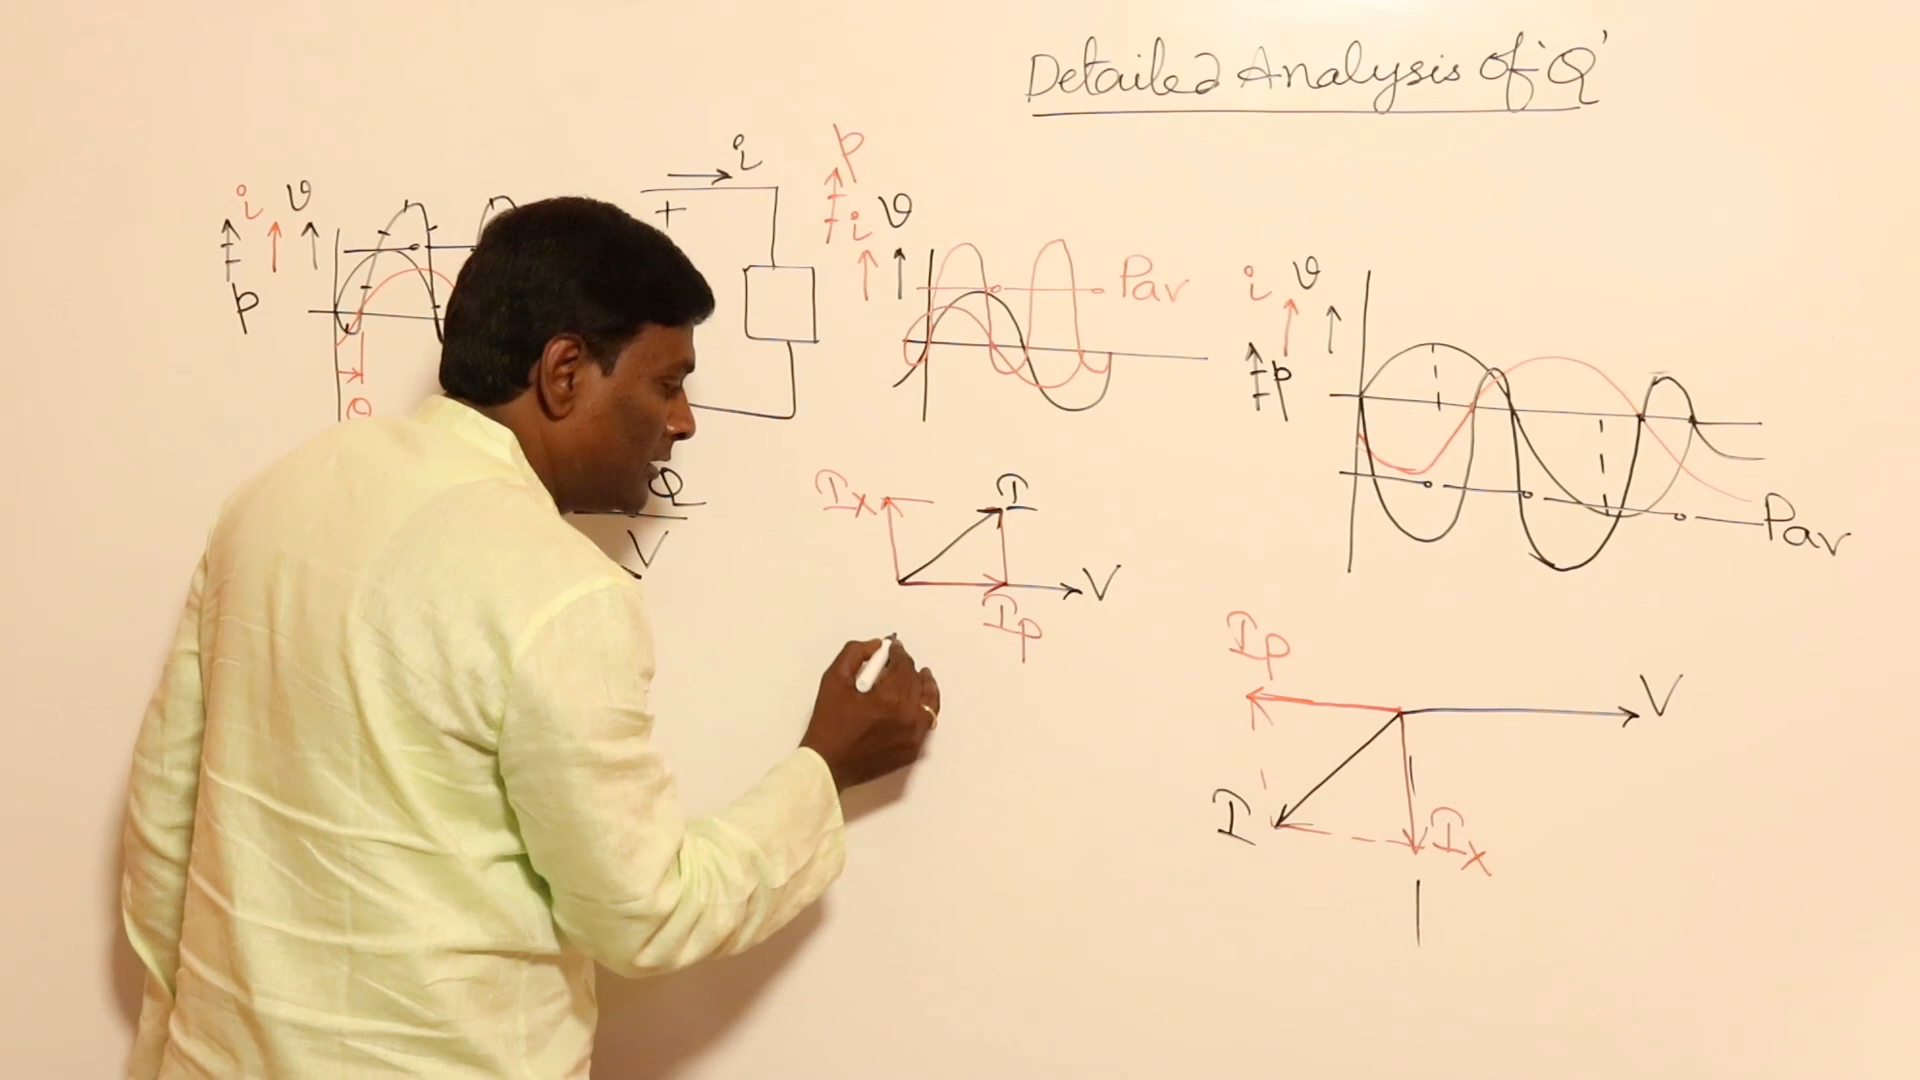 Detailed Analysis of 'Q'
i
p
i v
+
i v
Pav
i v
p
p
θ
Q
V
Ix I
V
Ip
Pav
Ip
V
I
Ix